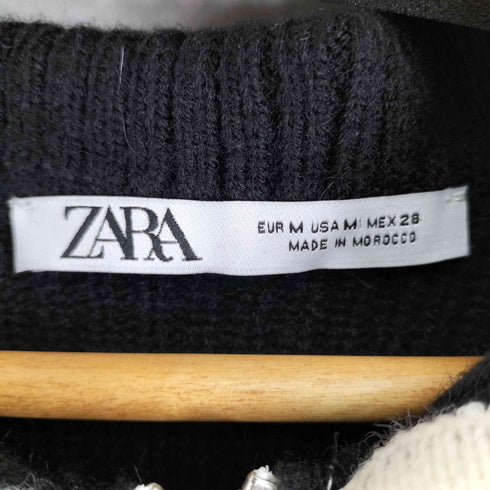 ZARA
EUR M USA M MEX 28
MADE IN MOROCCO